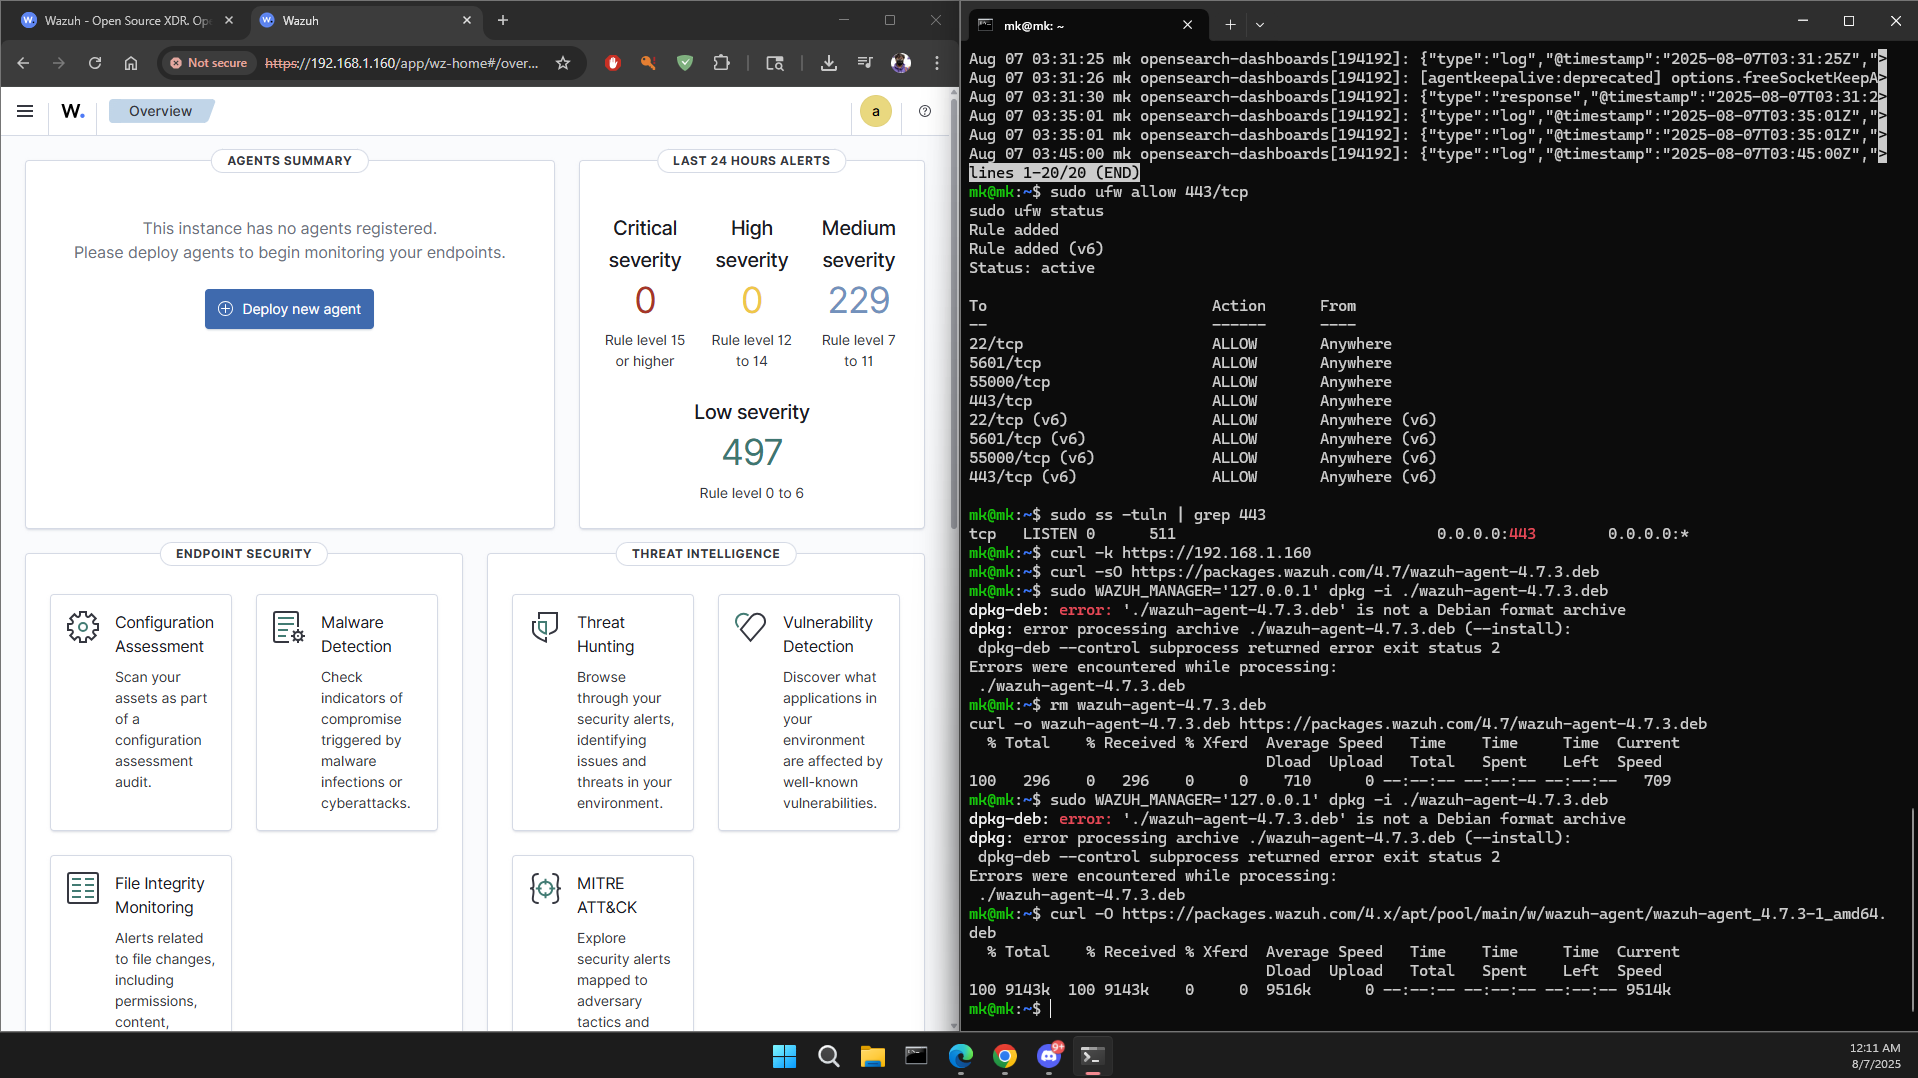 Wazuh - Open Source XDR. Op
Wazuh
Not secure
https://192.168.1.160/app/wz-home#/over...
W.
Overview
a
AGENTS SUMMARY
This instance has no agents registered.
Please deploy agents to begin monitoring your endpoints.
Deploy new agent
LAST 24 HOURS ALERTS
Critical severity
0
Rule level 15 or higher
High severity
0
Rule level 12 to 14
Medium severity
229
Rule level 7 to 11
Low severity
497
Rule level 0 to 6
ENDPOINT SECURITY
Configuration
Assessment
Scan your
assets as part
of a
configuration
assessment
audit.
Malware
Detection
Check
indicators of
compromise
triggered by
malware
infections or
cyberattacks.
File Integrity
Monitoring
Alerts related
to file changes,
including
permissions,
content,
THREAT INTELLIGENCE
Threat
Hunting
Browse
through your
security alerts,
identifying
issues and
threats in your
environment.
Vulnerability
Detection
Discover what
applications in
your
environment
are affected by
well-known
vulnerabilities.
MITRE
ATT&CK
Explore
security alerts
mapped to
adversary
tactics and
mk@mk: ~
Aug 07 03:31:25 mk opensearch-dashboards[194192]: {"type":"log","@timestamp":"2025-08-07T03:31:25Z",">
Aug 07 03:31:26 mk opensearch-dashboards[194192]: [agentkeepalive:deprecated] options.freeSocketKeepA>
Aug 07 03:31:30 mk opensearch-dashboards[194192]: {"type":"response","@timestamp":"2025-08-07T03:31:2>
Aug 07 03:35:01 mk opensearch-dashboards[194192]: {"type":"log","@timestamp":"2025-08-07T03:35:01Z",">
Aug 07 03:35:01 mk opensearch-dashboards[194192]: {"type":"log","@timestamp":"2025-08-07T03:35:01Z",">
Aug 07 03:45:00 mk opensearch-dashboards[194192]: {"type":"log","@timestamp":"2025-08-07T03:45:00Z",">
lines 1-20/20 (END)
mk@mk:~$ sudo ufw allow 443/tcp
sudo ufw status
Rule added
Rule added (v6)
Status: active
To Action From
-- ------ ----
22/tcp ALLOW Anywhere
5601/tcp ALLOW Anywhere
55000/tcp ALLOW Anywhere
443/tcp ALLOW Anywhere
22/tcp (v6) ALLOW Anywhere (v6)
5601/tcp (v6) ALLOW Anywhere (v6)
55000/tcp (v6) ALLOW Anywhere (v6)
443/tcp (v6) ALLOW Anywhere (v6)
mk@mk:~$ sudo ss -tuln | grep 443
tcp LISTEN 0 511 0.0.0.0:443 0.0.0.0:*
mk@mk:~$ curl -k https://192.168.1.160
mk@mk:~$ curl -sO https://packages.wazuh.com/4.7/wazuh-agent-4.7.3.deb
mk@mk:~$ sudo WAZUH_MANAGER='127.0.0.1' dpkg -i ./wazuh-agent-4.7.3.deb
dpkg-deb: error: './wazuh-agent-4.7.3.deb' is not a Debian format archive
dpkg: error processing archive ./wazuh-agent-4.7.3.deb (--install):
dpkg-deb --control subprocess returned error exit status 2
Errors were encountered while processing:
./wazuh-agent-4.7.3.deb
mk@mk:~$ rm wazuh-agent-4.7.3.deb
curl -o wazuh-agent-4.7.3.deb https://packages.wazuh.com/4.7/wazuh-agent-4.7.3.deb
% Total % Received % Xferd Average Speed Time Time Time Current
Dload Upload Total Spent Left Speed
100 296 0 296 0 0 710 0 --:--:-- --:--:-- --:--:-- 709
mk@mk:~$ sudo WAZUH_MANAGER='127.0.0.1' dpkg -i ./wazuh-agent-4.7.3.deb
dpkg-deb: error: './wazuh-agent-4.7.3.deb' is not a Debian format archive
dpkg: error processing archive ./wazuh-agent-4.7.3.deb (--install):
dpkg-deb --control subprocess returned error exit status 2
Errors were encountered while processing:
./wazuh-agent-4.7.3.deb
mk@mk:~$ curl -O https://packages.wazuh.com/4.x/apt/pool/main/w/wazuh-agent/wazuh-agent_4.7.3-1_amd64.
deb
% Total % Received % Xferd Average Speed Time Time Time Current
Dload Upload Total Spent Left Speed
100 9143k 100 9143k 0 0 9516k 0 --:--:-- --:--:-- --:--:-- 9514k
mk@mk:~$
9+
12:11 AM
8/7/2025